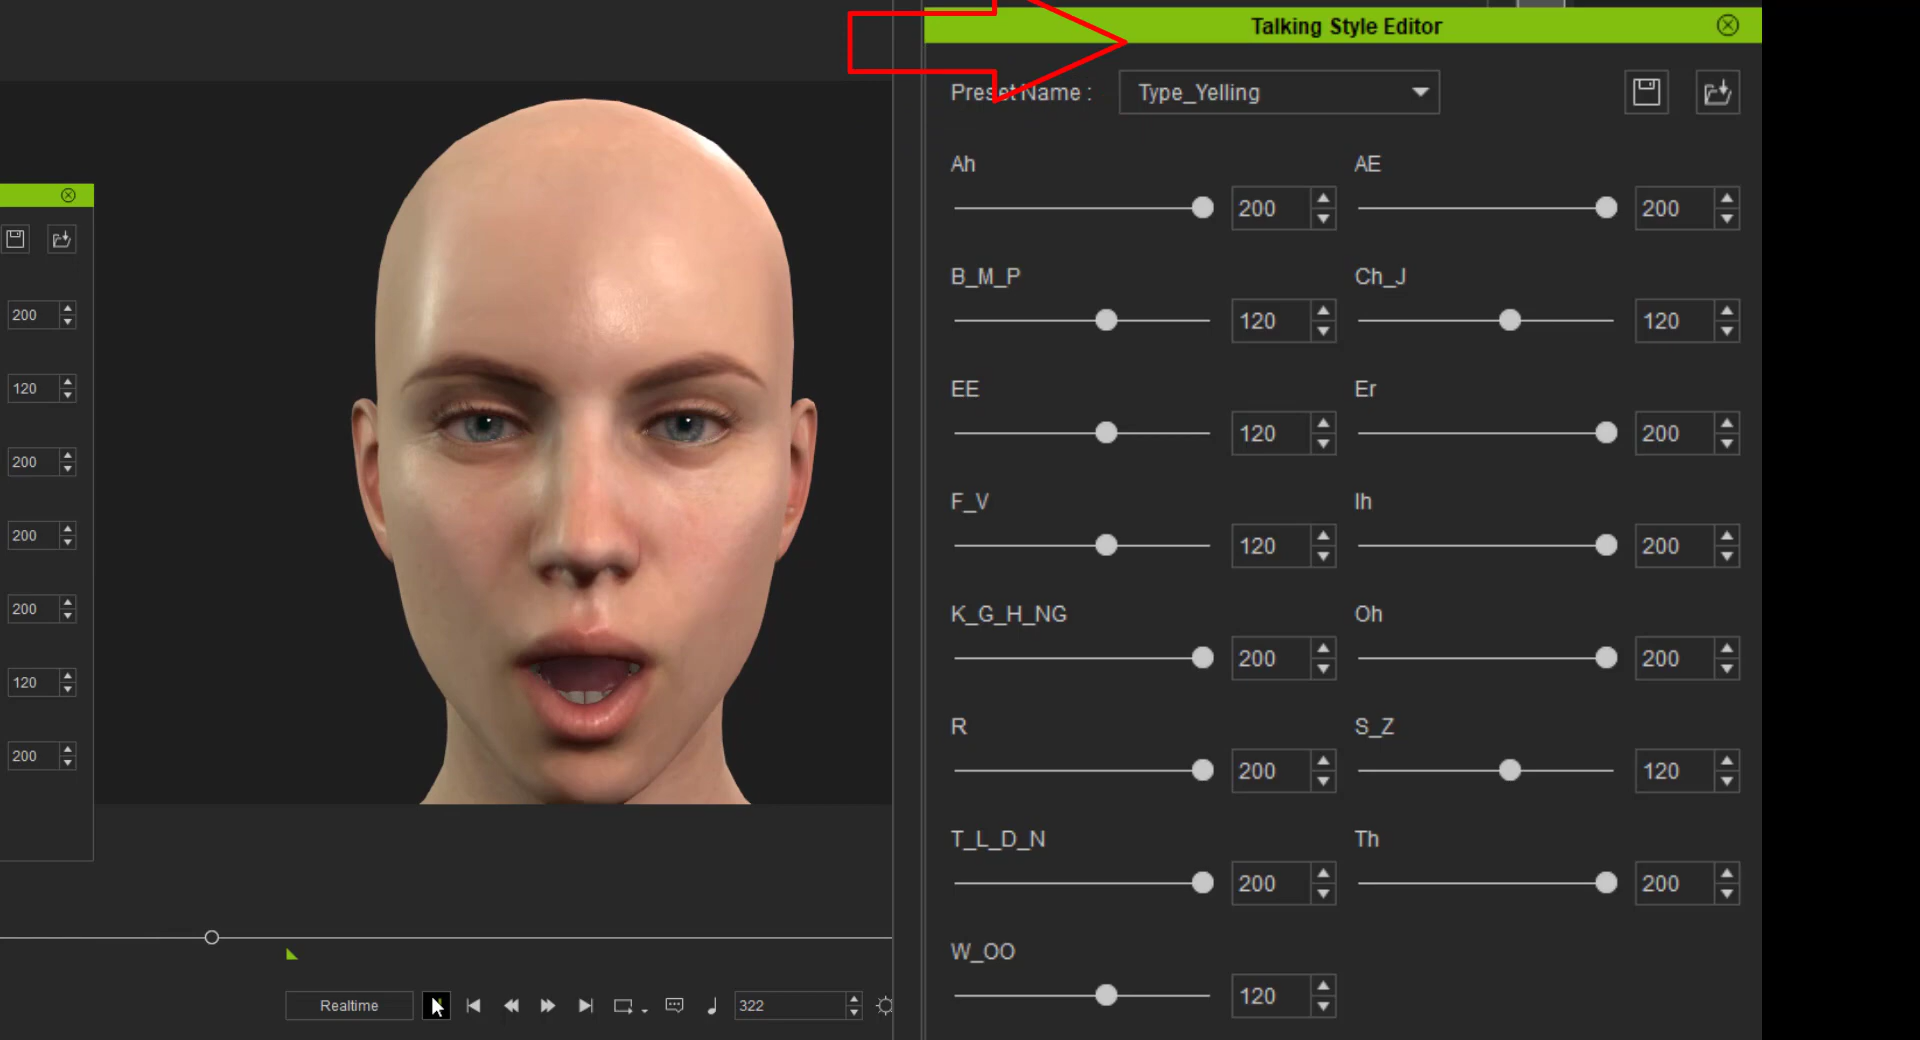 Talking Style Editor
Preset Name :
Type_Yelling
Ah
AE
200
200
B_M_P
Ch_J
120
120
EE
Er
120
200
F_V
Ih
120
200
K_G_H_NG
Oh
200
200
R
S_Z
200
120
T_L_D_N
Th
200
200
W_OO
120
200
120
200
200
200
120
200
Realtime
322